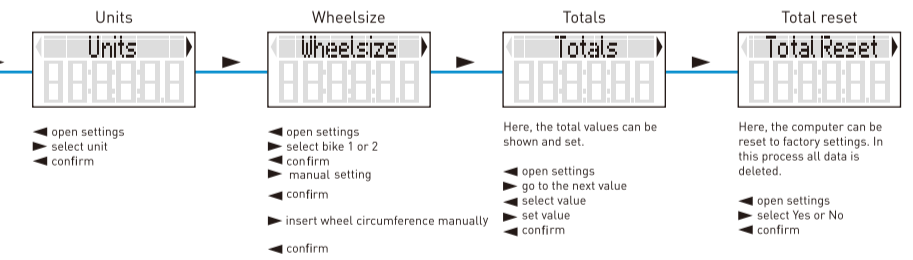 Units
Units
◄ open settings
► select unit
◄ confirm
Wheelsize
Wheelsize
◄ open settings
► select bike 1 or 2
◄ confirm
► manual setting
◄ confirm
► insert wheel circumference manually
◄ confirm
Totals
Totals
Here, the total values can be
shown and set.
◄ open settings
► go to the next value
◄ select value
► set value
◄ confirm
Total reset
Total Reset
Here, the computer can be
reset to factory settings. In
this process all data is
deleted.
◄ open settings
► select Yes or No
◄ confirm